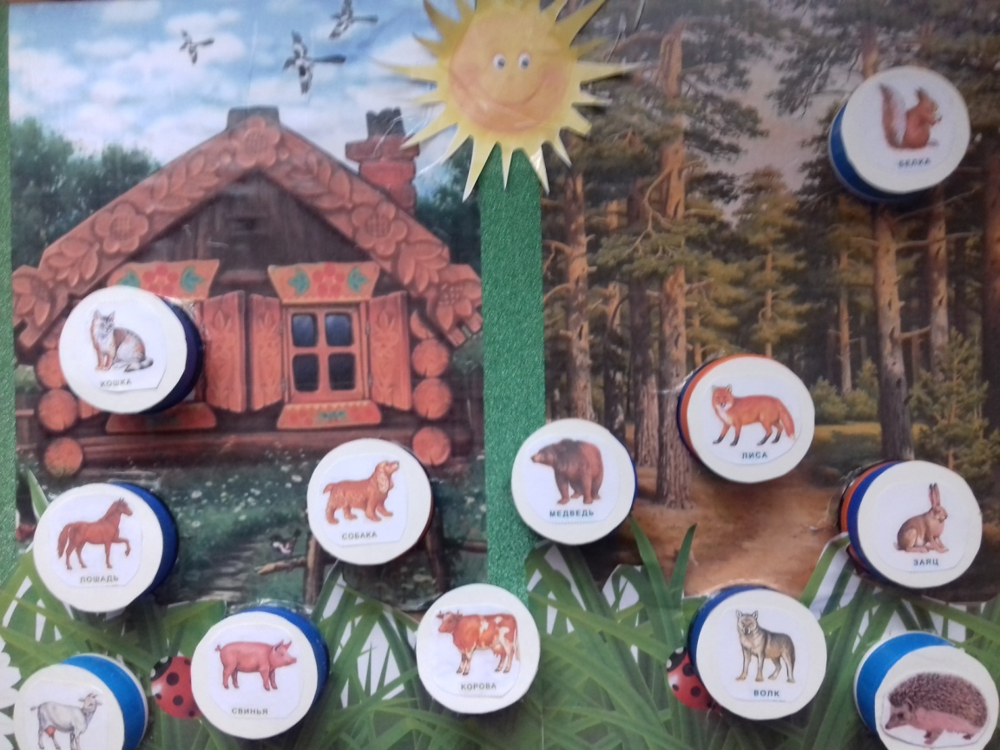 БЕЛКА
КОШКА
ЛИСА
МЕДВЕДЬ
СОБАКА
ЗАЯЦ
ЛОШАДЬ
КОРОВА
ВОЛК
СВИНЬЯ